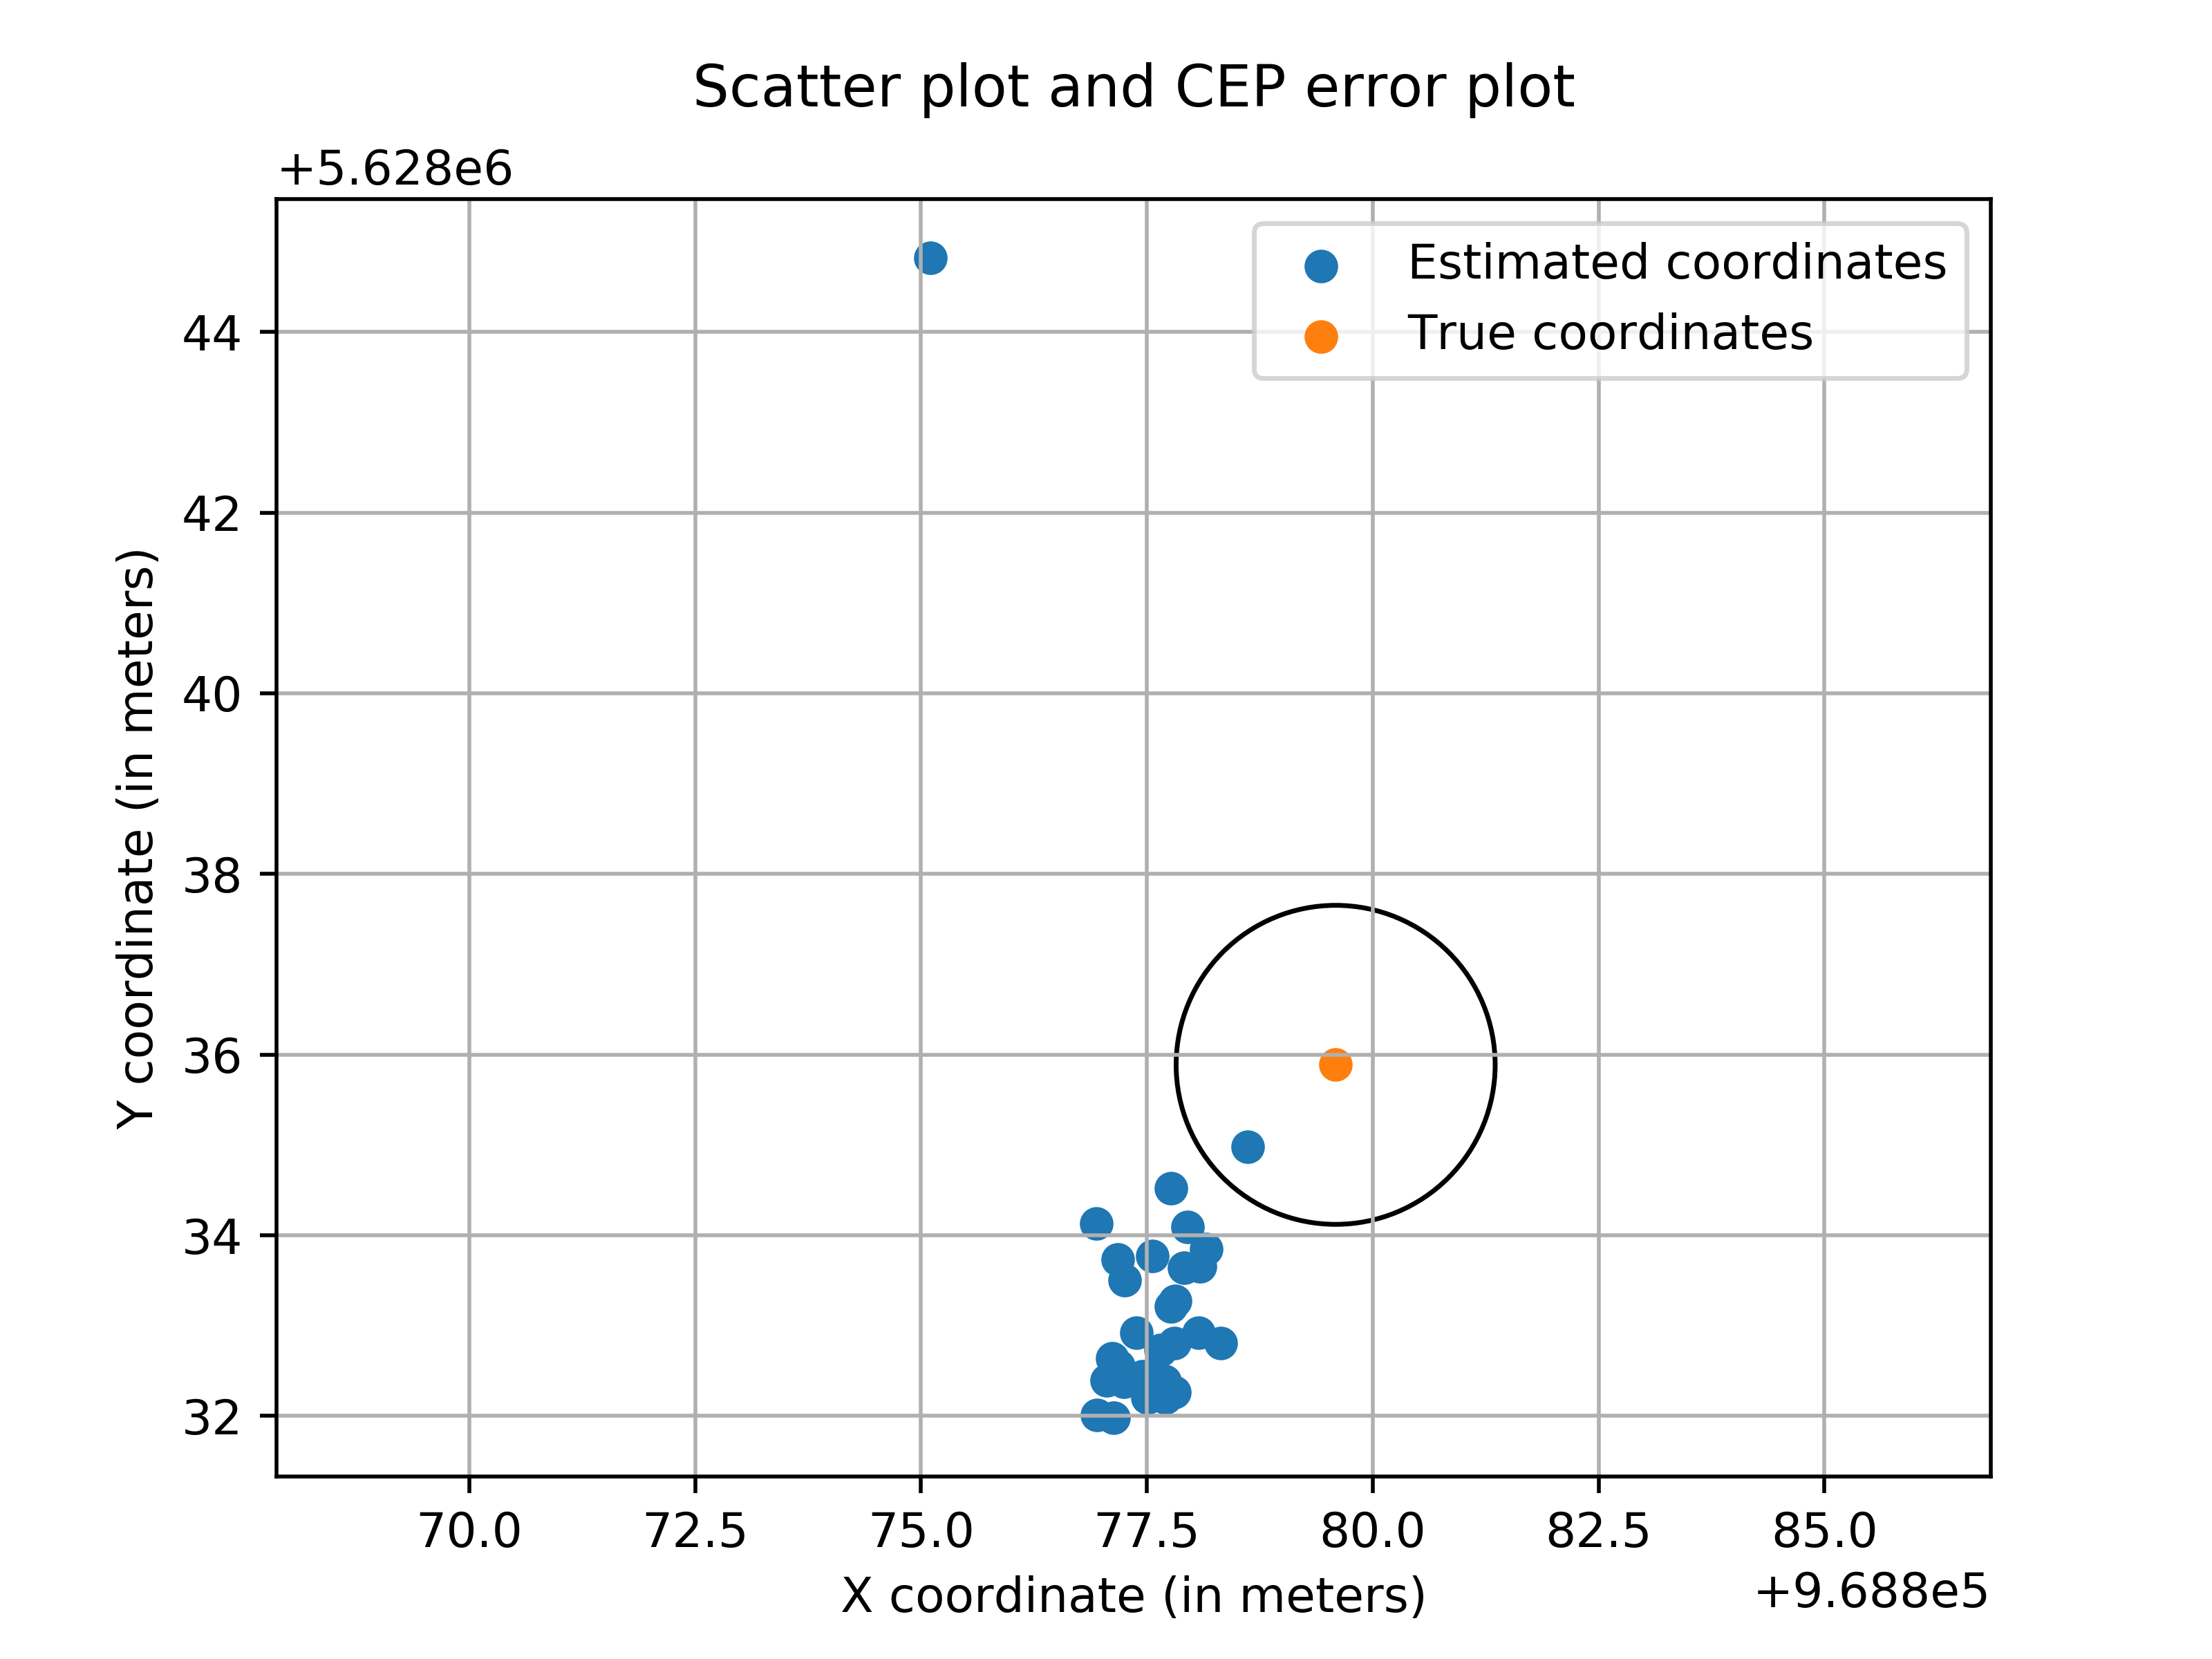 Scatter plot and CEP error plot
+5.628e6
Estimated coordinates
True coordinates
44
42
40
38
36
34
32
Y coordinate (in meters)
70.0 72.5 75.0 77.5 80.0 82.5 85.0
X coordinate (in meters)
+9.688e5